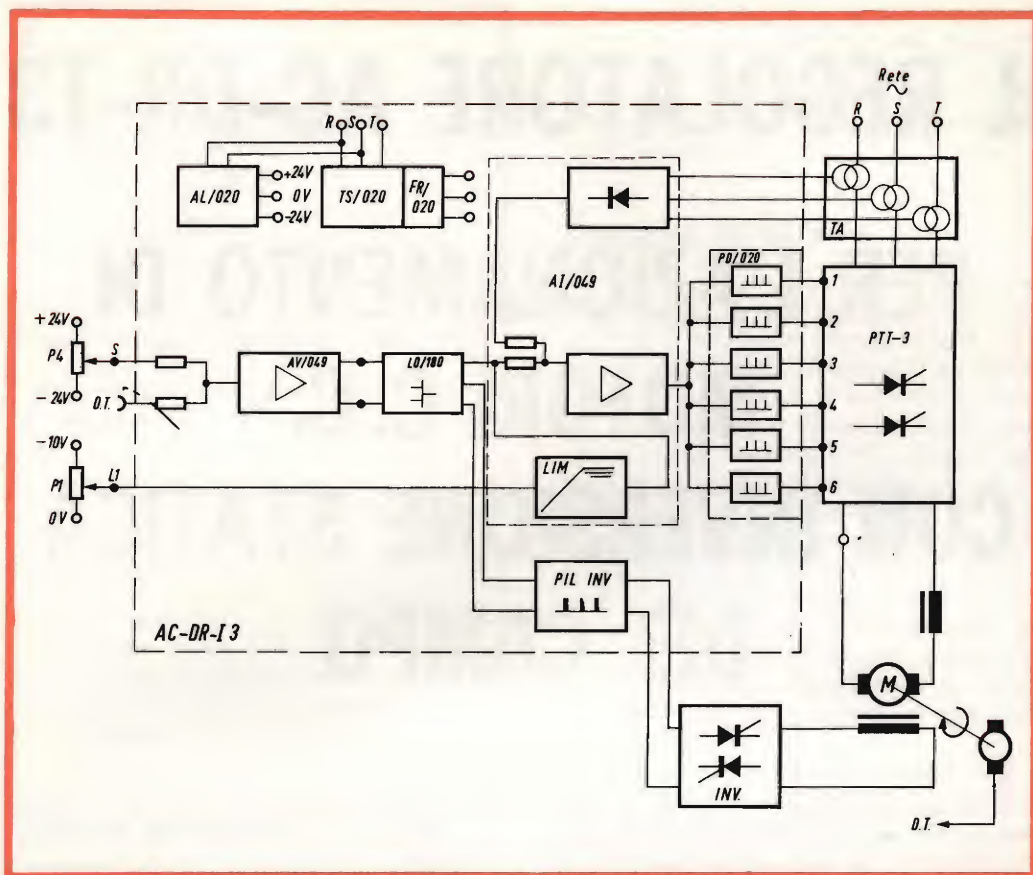 Rete
R S T
R S T
AL/020
+24V
0V
-24V
TS/020
FR/020
TA
AI/049
PD/020
+24V
P4
S
-24V
D.T.
AV/049
LO/180
1
2
3
4
5
6
PTT-3
-10V
P1
L1
0V
LIM
PIL INV
AC-DR-I 3
M
INV.
D.T.